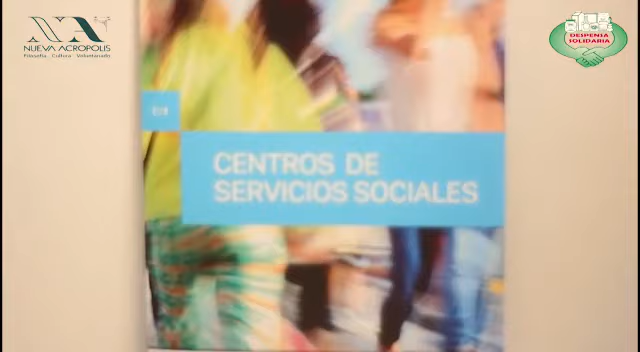 NUEVA ACROPOLIS
Filosofía . Cultura . Voluntariado
DESPENSA
SOLIDARIA
CENTROS DE
SERVICIOS SOCIALES